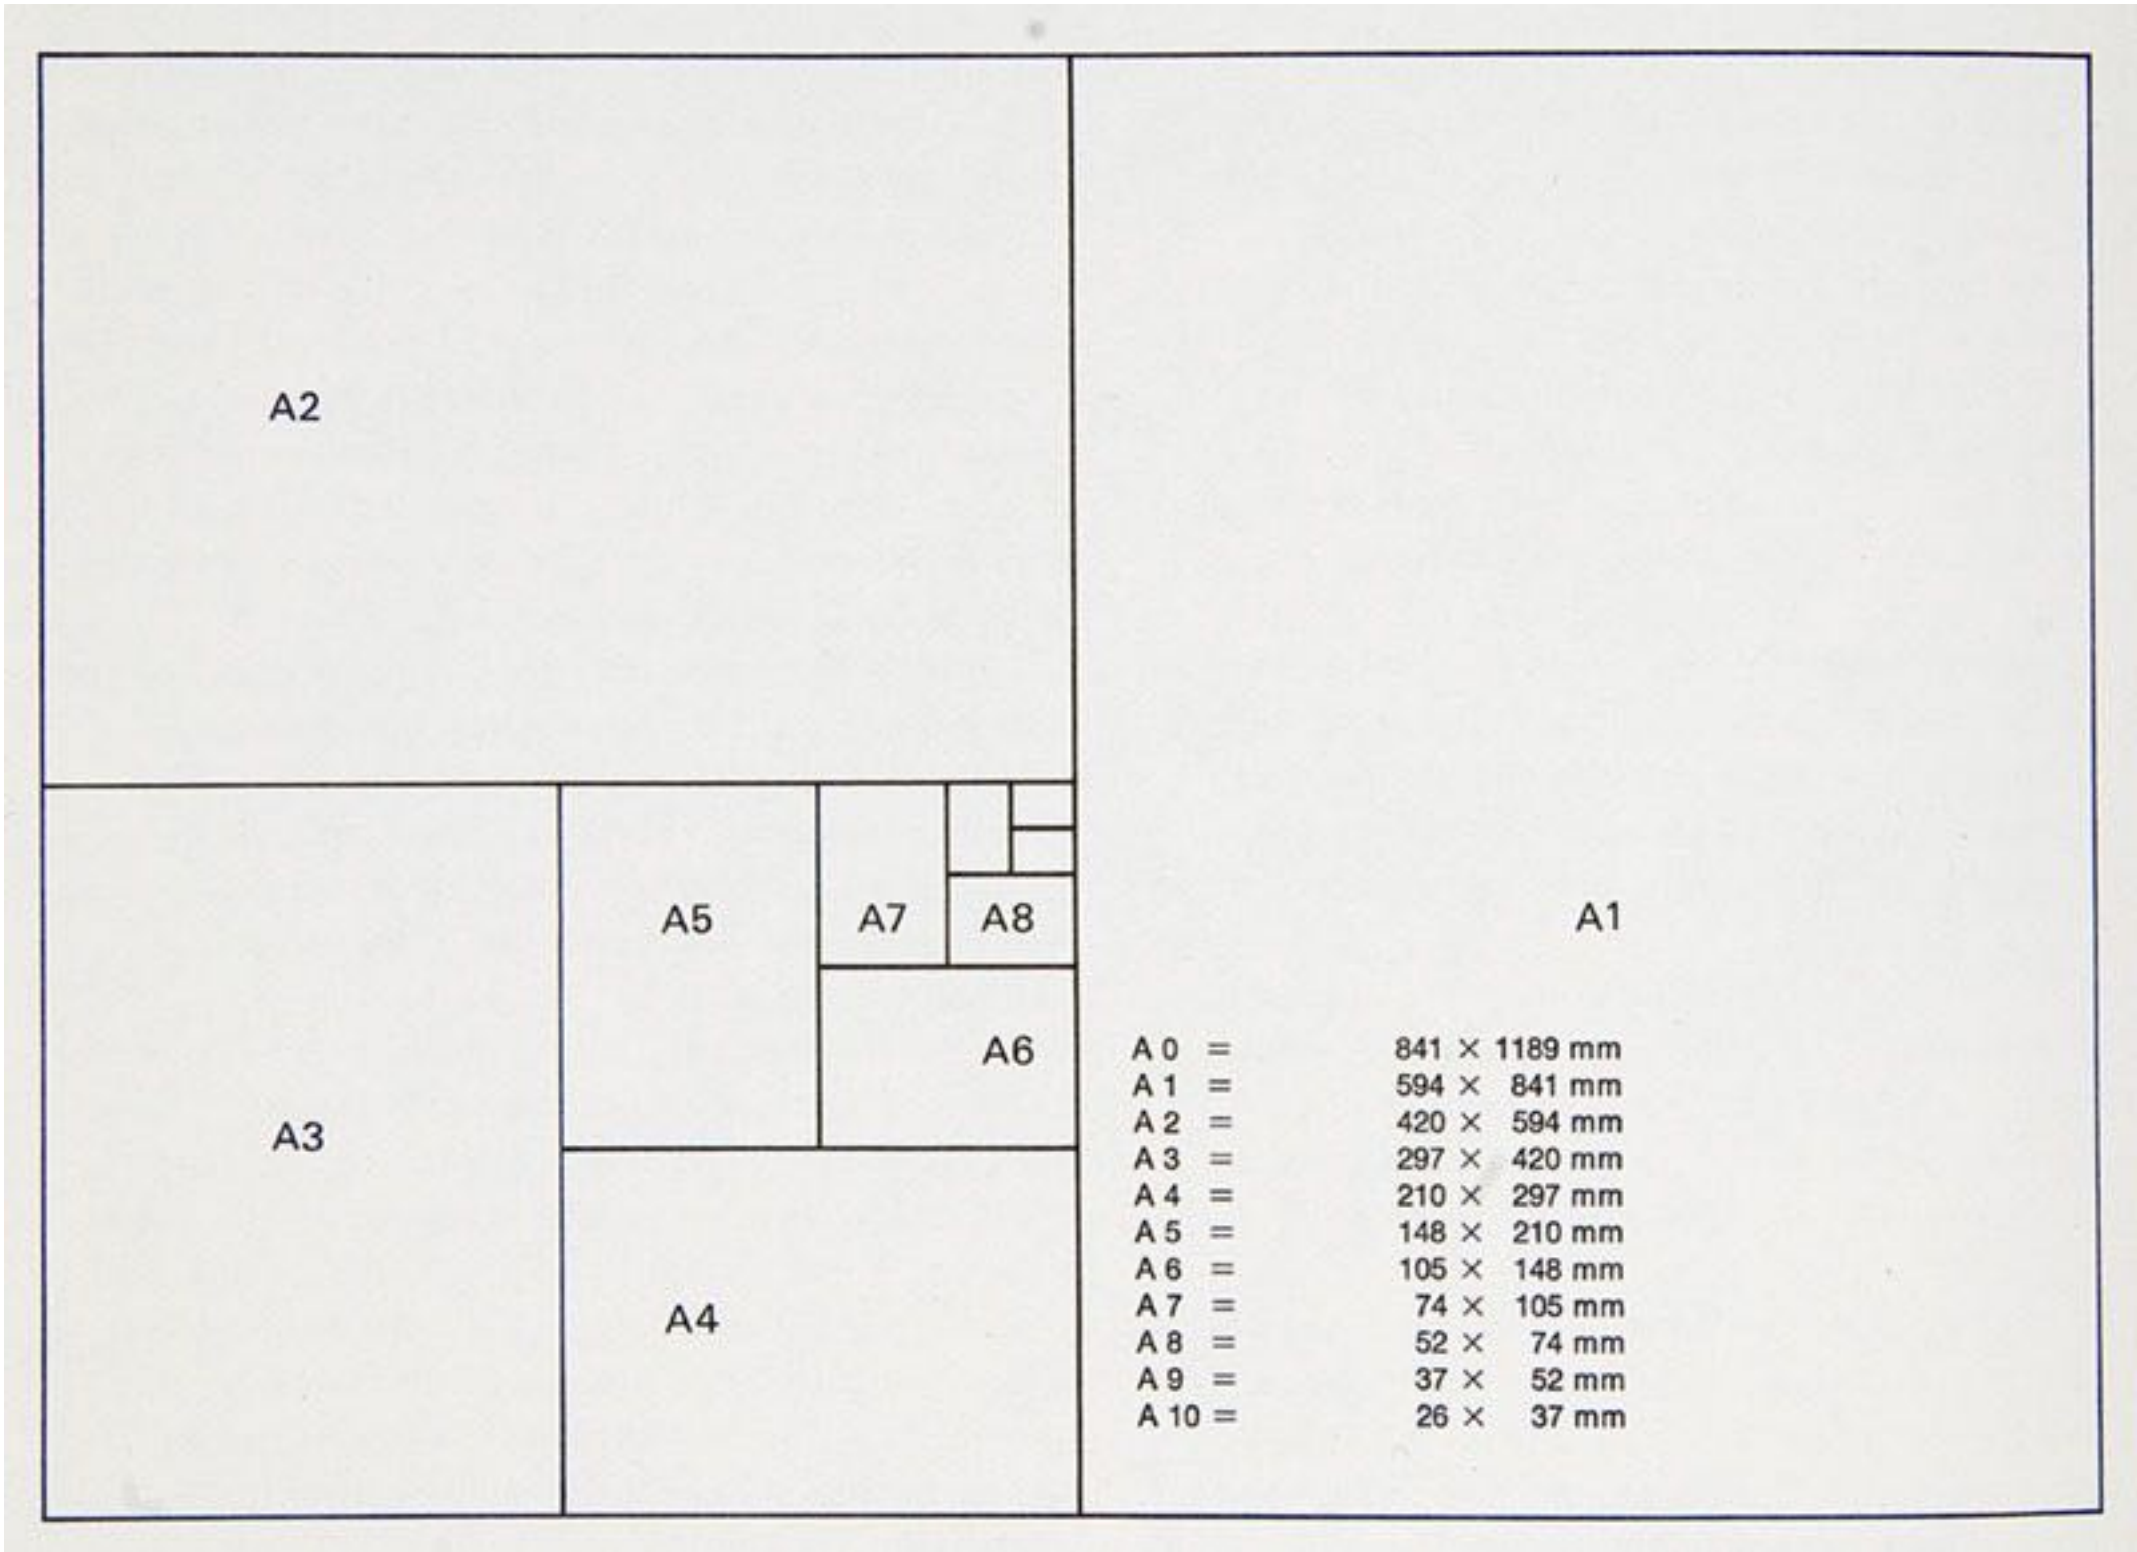 A2
A5
A7
A8
A1
A6
A3
A4
A 0 = 841 × 1189 mm
A 1 = 594 × 841 mm
A 2 = 420 × 594 mm
A 3 = 297 × 420 mm
A 4 = 210 × 297 mm
A 5 = 148 × 210 mm
A 6 = 105 × 148 mm
A 7 = 74 × 105 mm
A 8 = 52 × 74 mm
A 9 = 37 × 52 mm
A 10 = 26 × 37 mm